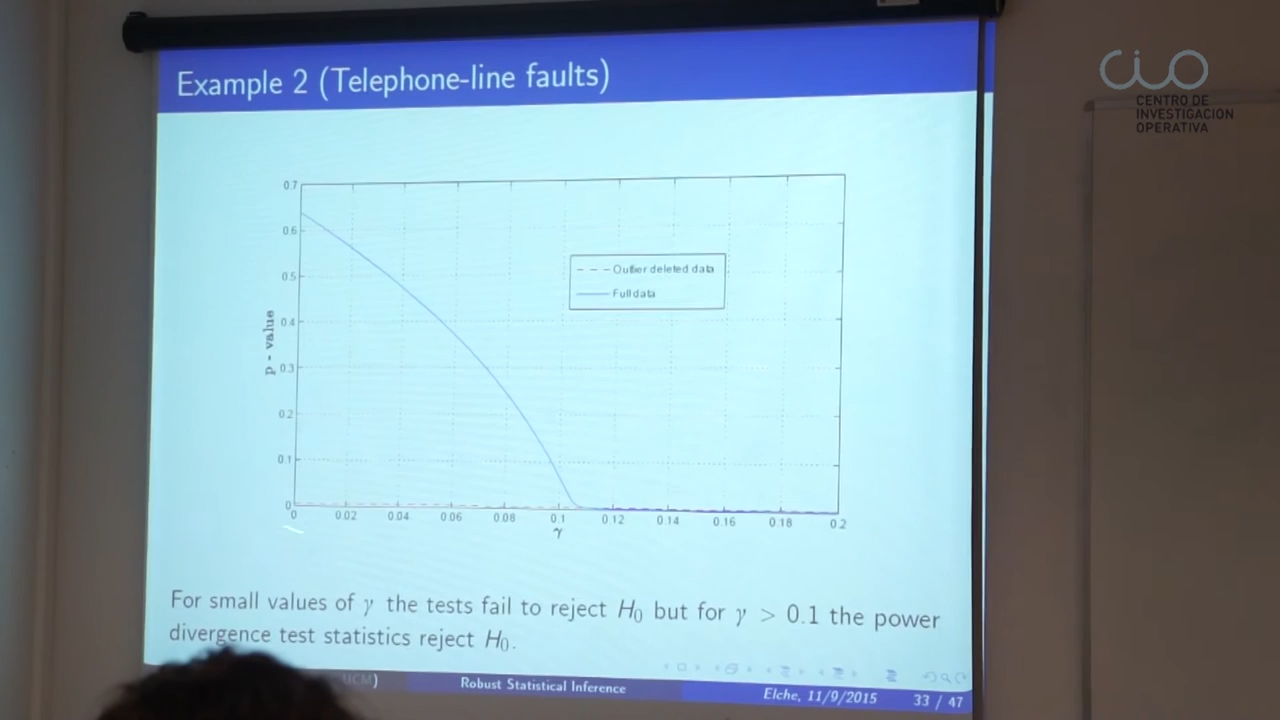 Example 2 (Telephone-line faults)
CIO
CENTRO DE
INVESTIGACION
OPERATIVA
0.7
0.6
0.5
0.4
0.3
0.2
0.1
0
p - value
Outlier deleted data
Full data
0 0.02 0.04 0.06 0.08 0.1 0.12 0.14 0.16 0.18 0.2
γ
For small values of γ the tests fail to reject H₀ but for γ > 0.1 the power
divergence test statistics reject H₀.
UCM) Robust Statistical Inference Elche, 11/9/2015 33 / 47